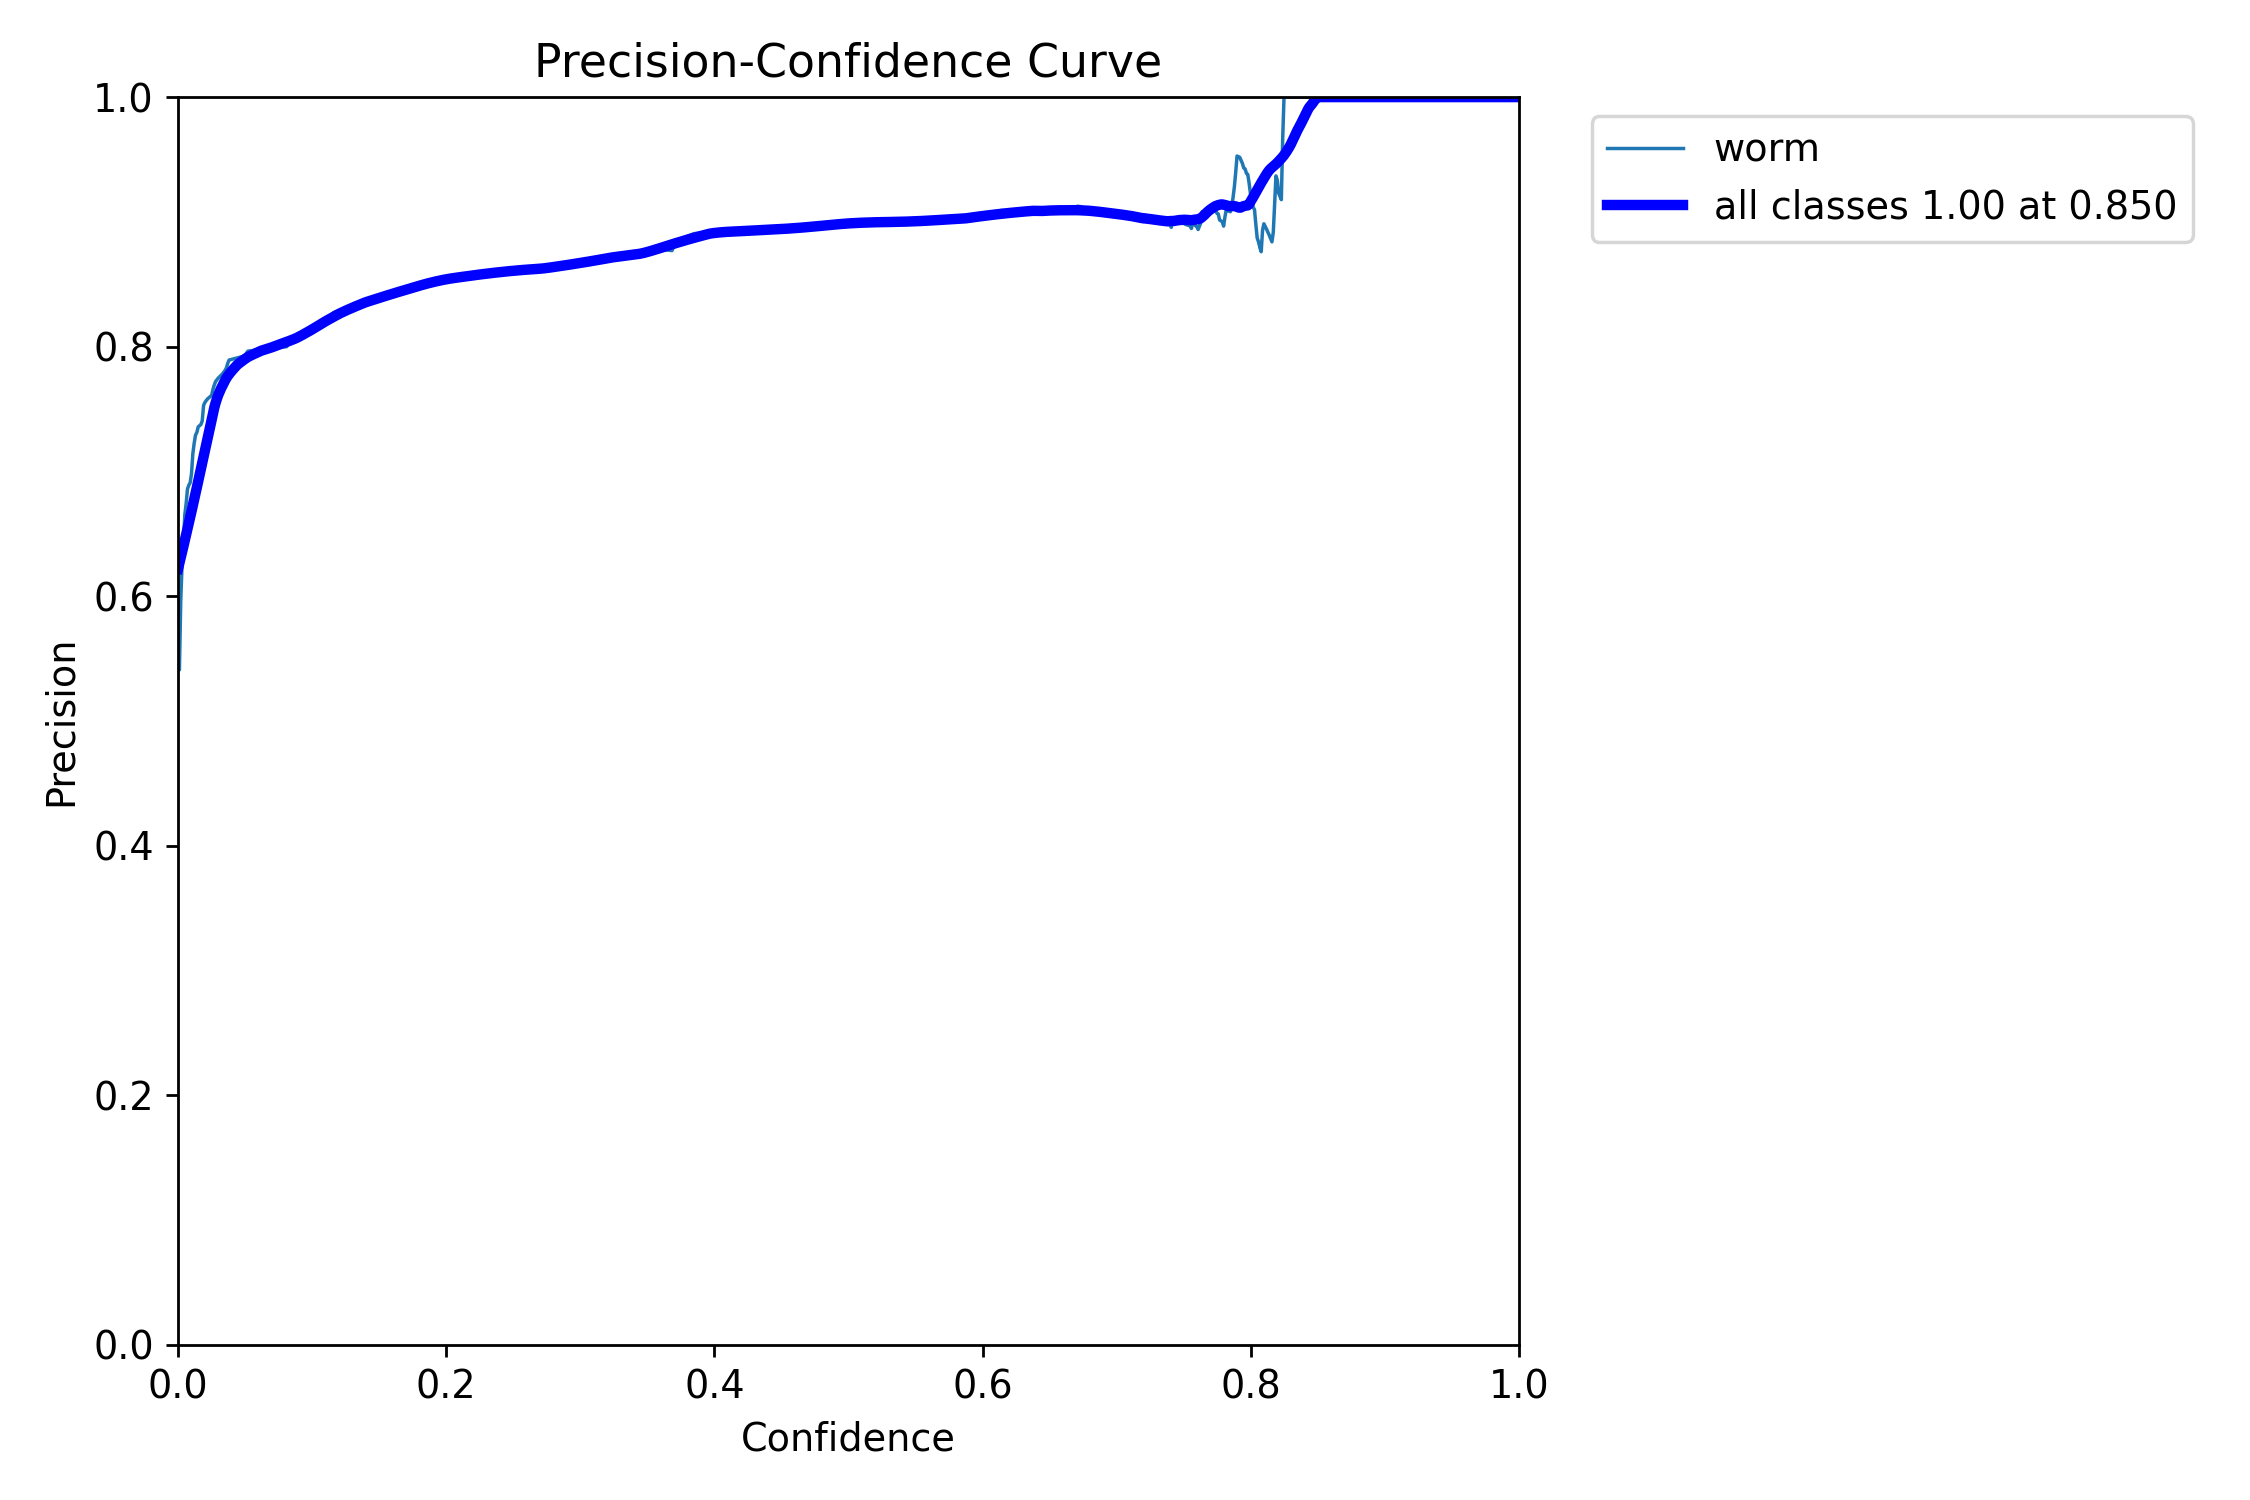 Precision-Confidence Curve
1.0
0.8
0.6
0.4
0.2
0.0
Precision
0.0 0.2 0.4 0.6 0.8 1.0
Confidence
worm
all classes 1.00 at 0.850